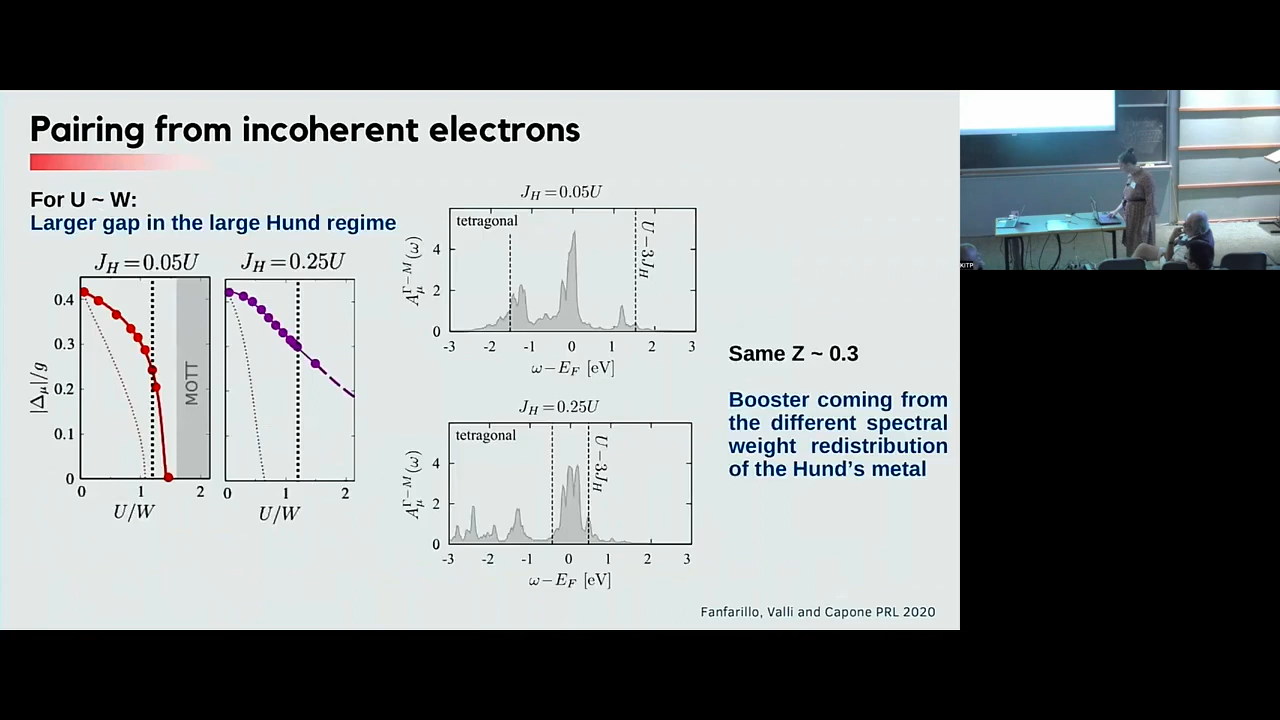 Pairing from incoherent electrons
For U ~ W:
Larger gap in the large Hund regime
J_H = 0.05U
J_H = 0.25U
|Δ_μ|/g
0.4
0.3
0.2
0.1
0
MOTT
0 1 2
0 1 2
U/W
U/W
J_H = 0.05U
tetragonal
U−3J_H
A_μ^{Γ−M}(ω)
4
2
0
-3 -2 -1 0 1 2 3
ω−E_F [eV]
J_H = 0.25U
tetragonal
U−3J_H
A_μ^{Γ−M}(ω)
4
2
0
-3 -2 -1 0 1 2 3
ω−E_F [eV]
Same Z ~ 0.3
Booster coming from
the different spectral
weight redistribution
of the Hund's metal
Fanfarillo, Valli and Capone PRL 2020
KITP